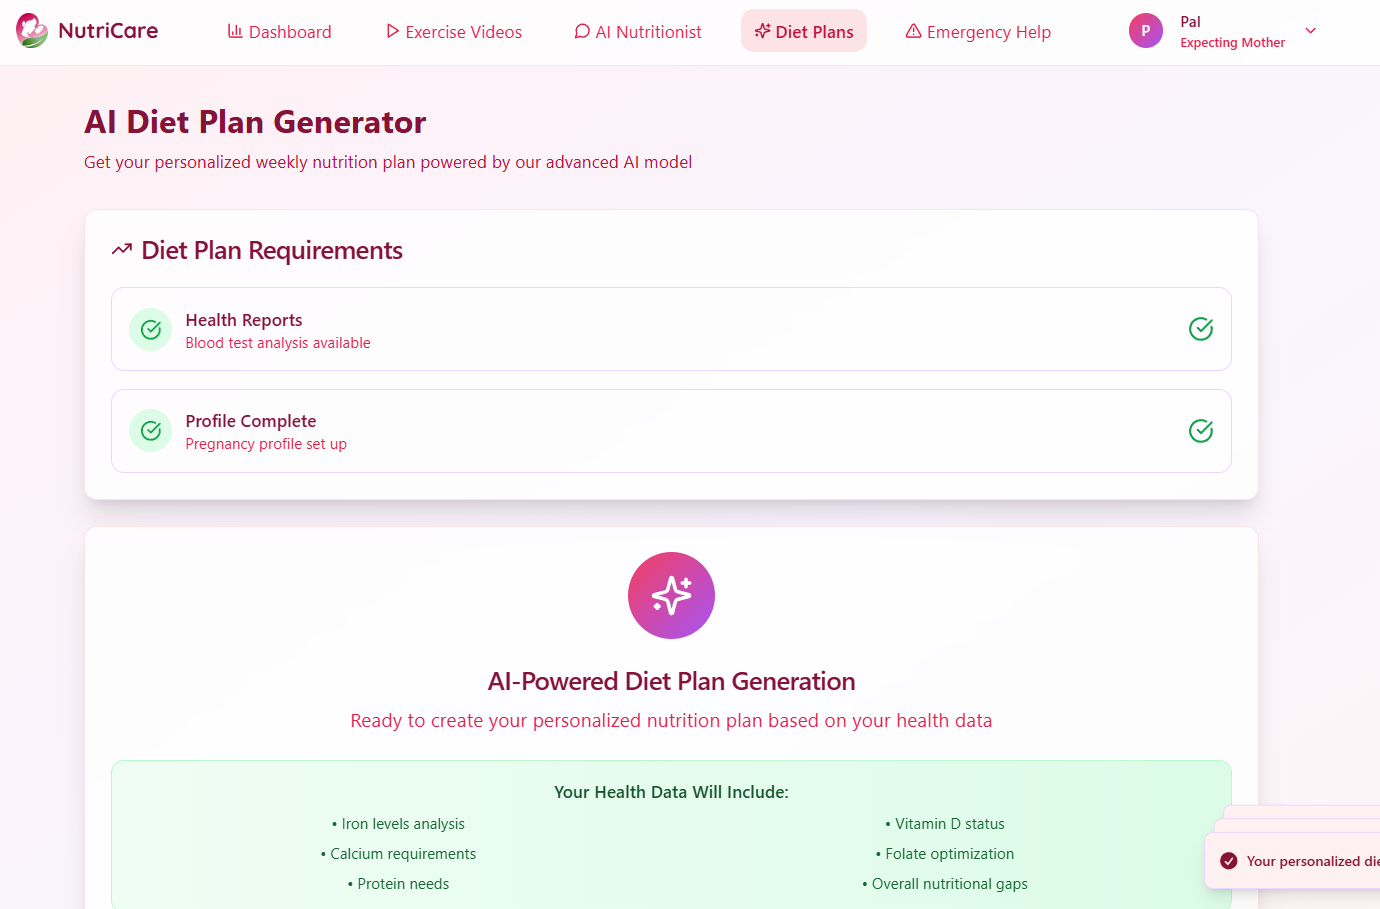 NutriCare
Dashboard
Exercise Videos
AI Nutritionist
Diet Plans
Emergency Help
P
Pal
Expecting Mother
AI Diet Plan Generator
Get your personalized weekly nutrition plan powered by our advanced AI model
Diet Plan Requirements
Health Reports
Blood test analysis available
Profile Complete
Pregnancy profile set up
AI-Powered Diet Plan Generation
Ready to create your personalized nutrition plan based on your health data
Your Health Data Will Include:
• Iron levels analysis
• Vitamin D status
• Calcium requirements
• Folate optimization
• Protein needs
• Overall nutritional gaps
Your personalized die